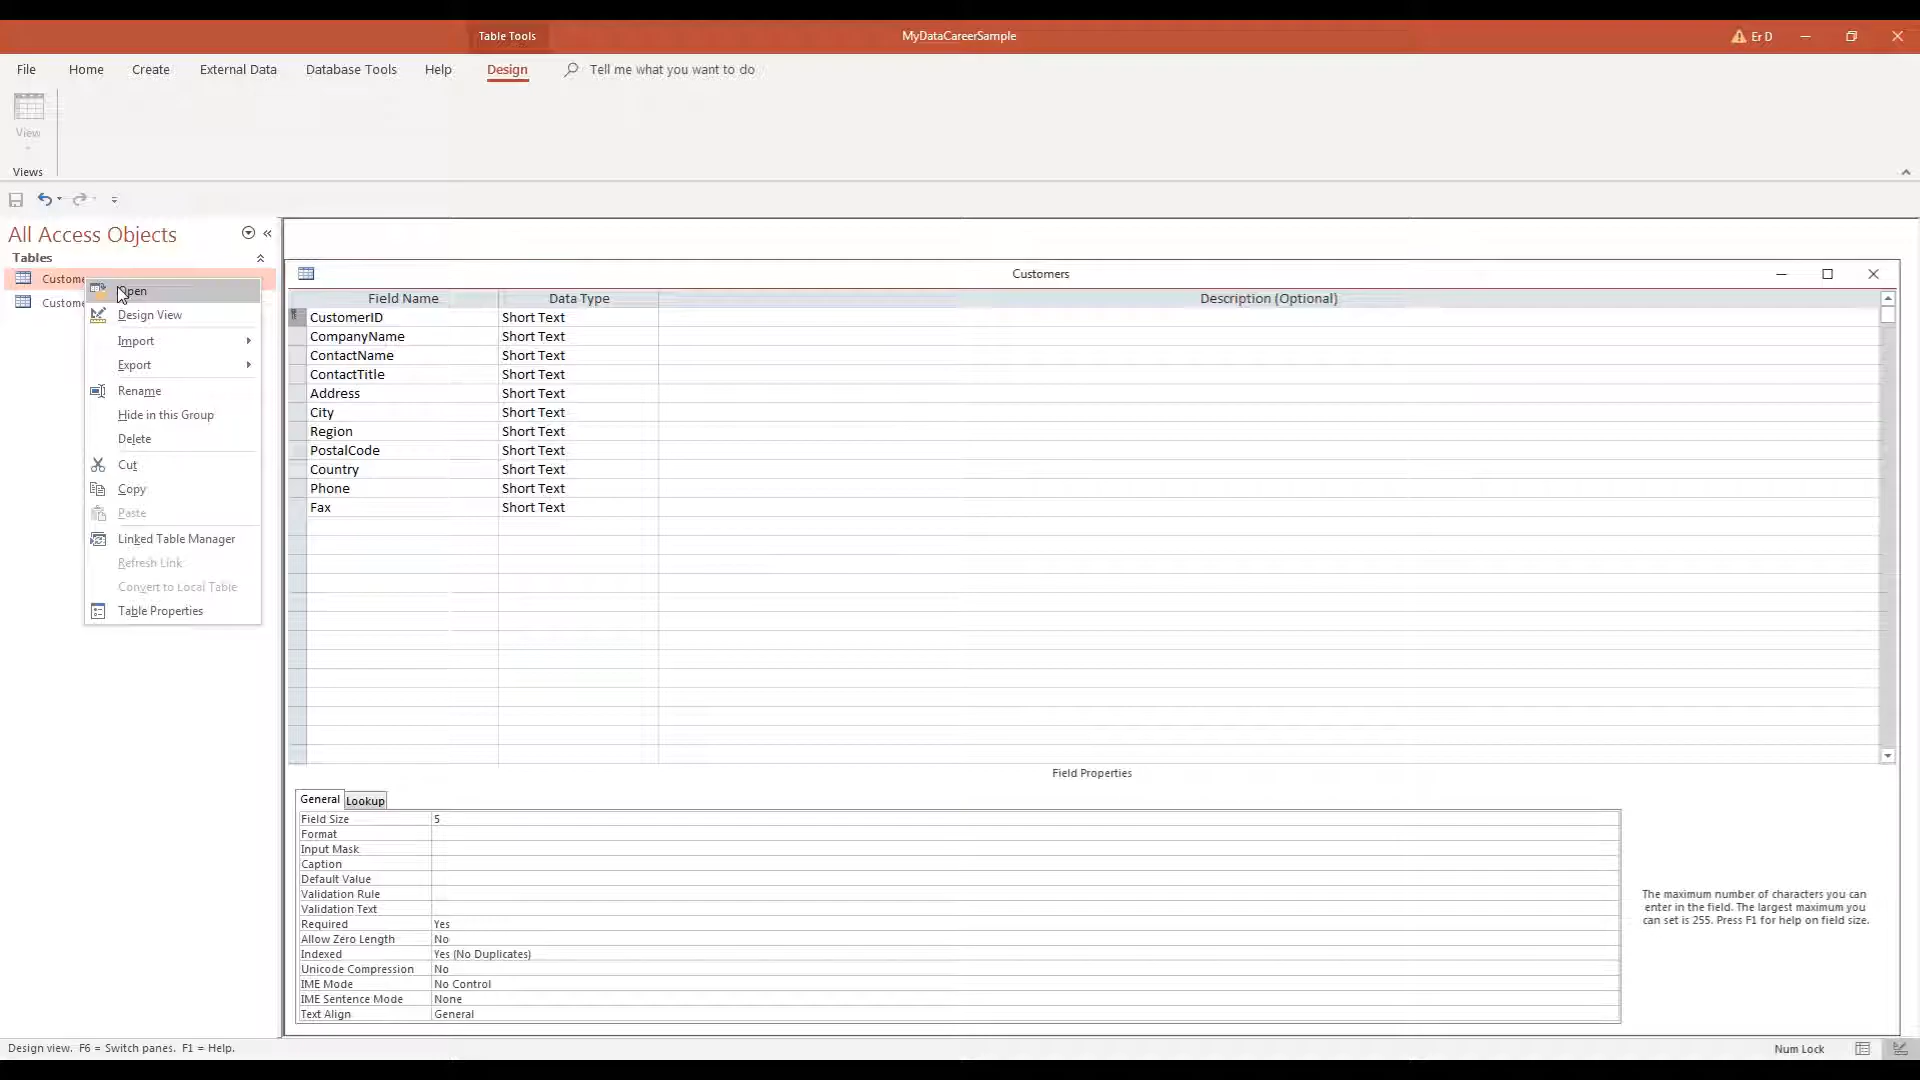 Table Tools
MyDataCareerSample
Er D
File Home Create External Data Database Tools Help Design Tell me what you want to do
View
Views
All Access Objects
Tables
Custome
Custome
Open
Design View
Import
Export
Rename
Hide in this Group
Delete
Cut
Copy
Paste
Linked Table Manager
Refresh Link
Convert to Local Table
Table Properties
Customers
Field Name Data Type Description (Optional)
CustomerID Short Text
CompanyName Short Text
ContactName Short Text
ContactTitle Short Text
Address Short Text
City Short Text
Region Short Text
PostalCode Short Text
Country Short Text
Phone Short Text
Fax Short Text
Field Properties
General Lookup
Field Size 5
Format
Input Mask
Caption
Default Value
Validation Rule
Validation Text
Required Yes
Allow Zero Length No
Indexed Yes (No Duplicates)
Unicode Compression No
IME Mode No Control
IME Sentence Mode None
Text Align General
The maximum number of characters you can
enter in the field. The largest maximum you
can set is 255. Press F1 for help on field size.
Design view. F6 = Switch panes. F1 = Help.
Num Lock